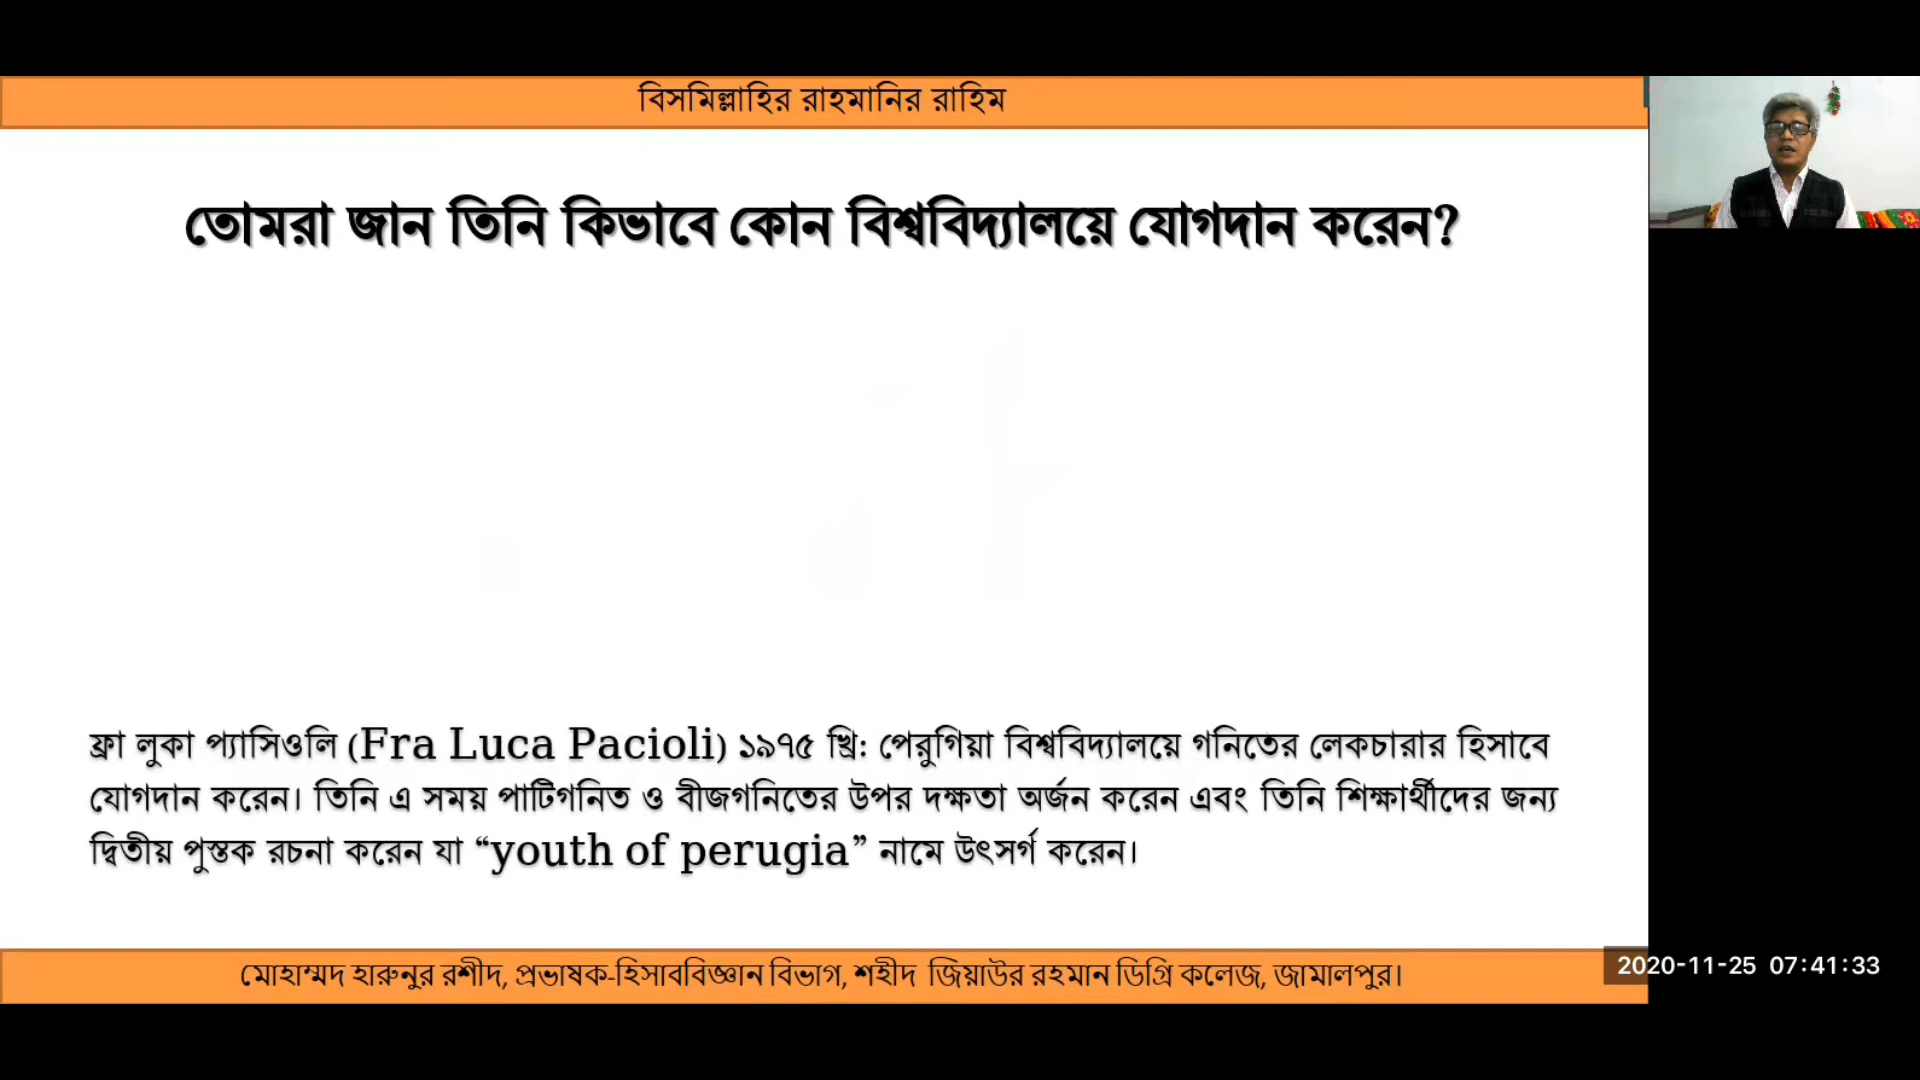 বিসমিল্লাহির রাহমানির রাহিম
তোমরা জান তিনি কিভাবে কোন বিশ্ববিদ্যালয়ে যোগদান করেন?
ফ্রা লুকা প্যাসিওলি (Fra Luca Pacioli) ১৯৭৫ খ্রি: পেরুগিয়া বিশ্ববিদ্যালয়ে গনিতের লেকচারার হিসাবে
যোগদান করেন। তিনি এ সময় পাটিগনিত ও বীজগনিতের উপর দক্ষতা অর্জন করেন এবং তিনি শিক্ষার্থীদের জন্য
দ্বিতীয় পুস্তক রচনা করেন যা “youth of perugia” নামে উৎসর্গ করেন।
মোহাম্মদ হারুনুর রশীদ, প্রভাষক-হিসাববিজ্ঞান বিভাগ, শহীদ জিয়াউর রহমান ডিগ্রি কলেজ, জামালপুর।
2020-11-25 07:41:33